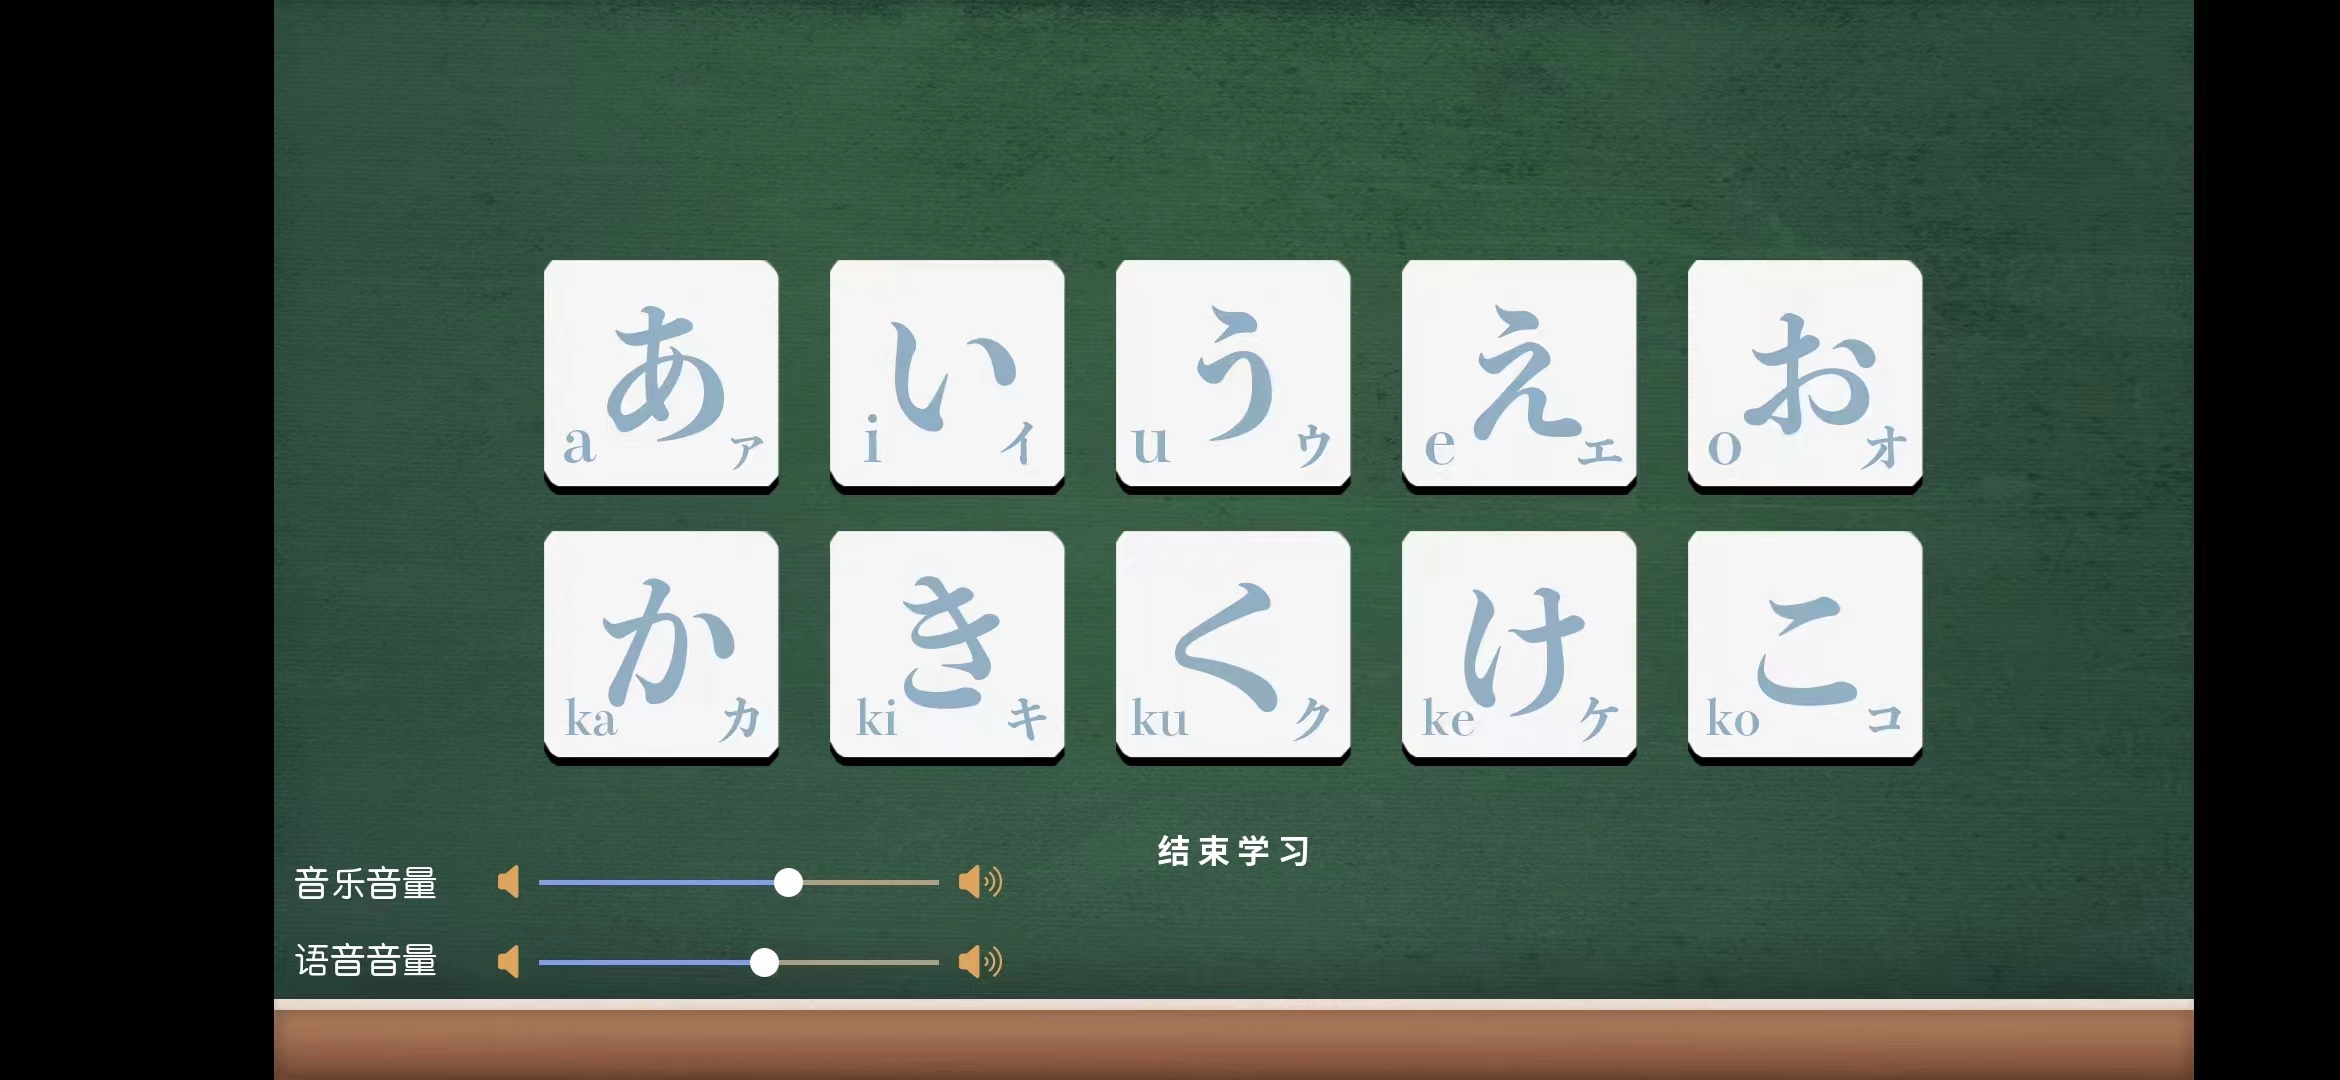 あ a ァ
い i イ
う u ウ
え e エ
お o オ
か ka カ
き ki キ
く ku ク
け ke ケ
こ ko コ
结束学习
音乐音量
语音音量